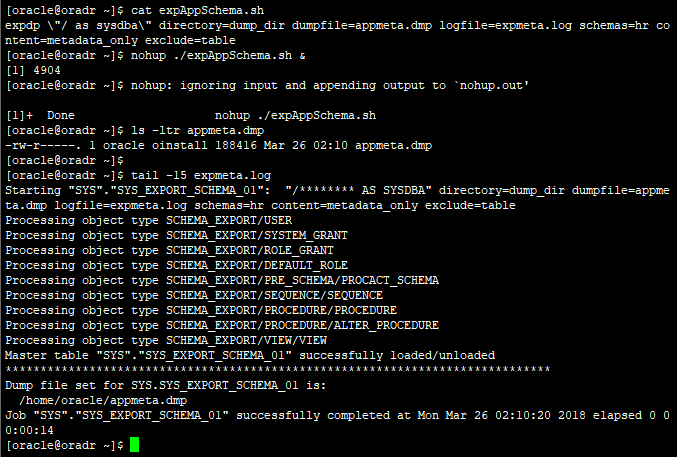 [oracle@oradr ~]$ cat expAppSchema.sh
expdp \"/ as sysdba\" directory=dump_dir dumpfile=appmeta.dmp logfile=expmeta.log schemas=hr co
ntent=metadata_only exclude=table
[oracle@oradr ~]$ nohup ./expAppSchema.sh &
[1] 4904
[oracle@oradr ~]$ nohup: ignoring input and appending output to `nohup.out'
[1]+  Done                    nohup ./expAppSchema.sh
[oracle@oradr ~]$ ls -ltr appmeta.dmp
-rw-r-----. 1 oracle oinstall 188416 Mar 26 02:10 appmeta.dmp
[oracle@oradr ~]$
[oracle@oradr ~]$ tail -15 expmeta.log
Starting "SYS"."SYS_EXPORT_SCHEMA_01":  "/******** AS SYSDBA" directory=dump_dir dumpfile=appme
ta.dmp logfile=expmeta.log schemas=hr content=metadata_only exclude=table
Processing object type SCHEMA_EXPORT/USER
Processing object type SCHEMA_EXPORT/SYSTEM_GRANT
Processing object type SCHEMA_EXPORT/ROLE_GRANT
Processing object type SCHEMA_EXPORT/DEFAULT_ROLE
Processing object type SCHEMA_EXPORT/PRE_SCHEMA/PROCACT_SCHEMA
Processing object type SCHEMA_EXPORT/SEQUENCE/SEQUENCE
Processing object type SCHEMA_EXPORT/PROCEDURE/PROCEDURE
Processing object type SCHEMA_EXPORT/PROCEDURE/ALTER_PROCEDURE
Processing object type SCHEMA_EXPORT/VIEW/VIEW
Master table "SYS"."SYS_EXPORT_SCHEMA_01" successfully loaded/unloaded
******************************************************************************
Dump file set for SYS.SYS_EXPORT_SCHEMA_01 is:
  /home/oracle/appmeta.dmp
Job "SYS"."SYS_EXPORT_SCHEMA_01" successfully completed at Mon Mar 26 02:10:20 2018 elapsed 0 0
0:00:14
[oracle@oradr ~]$